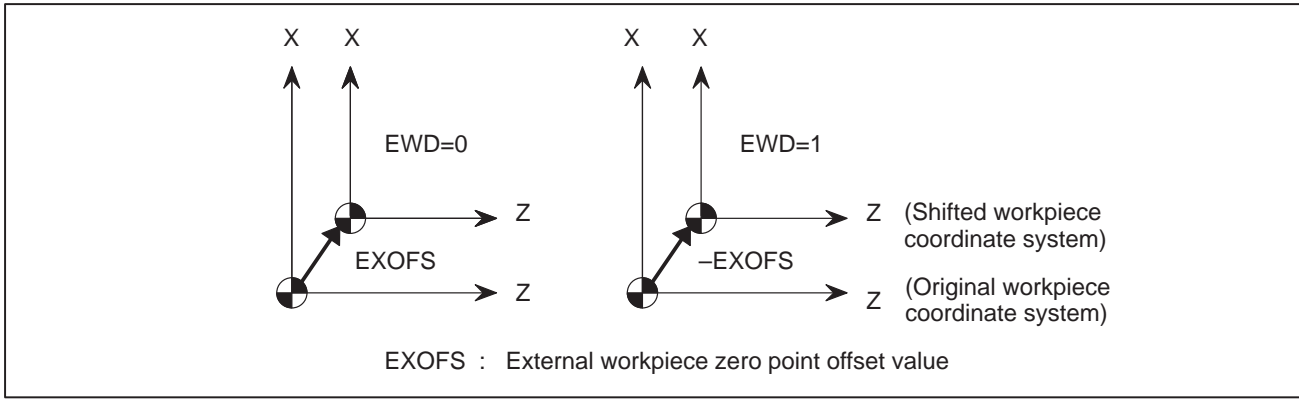 X X X X
EWD=0 EWD=1
Z Z (Shifted workpiece
coordinate system)
EXOFS –EXOFS
Z Z (Original workpiece
coordinate system)
EXOFS : External workpiece zero point offset value